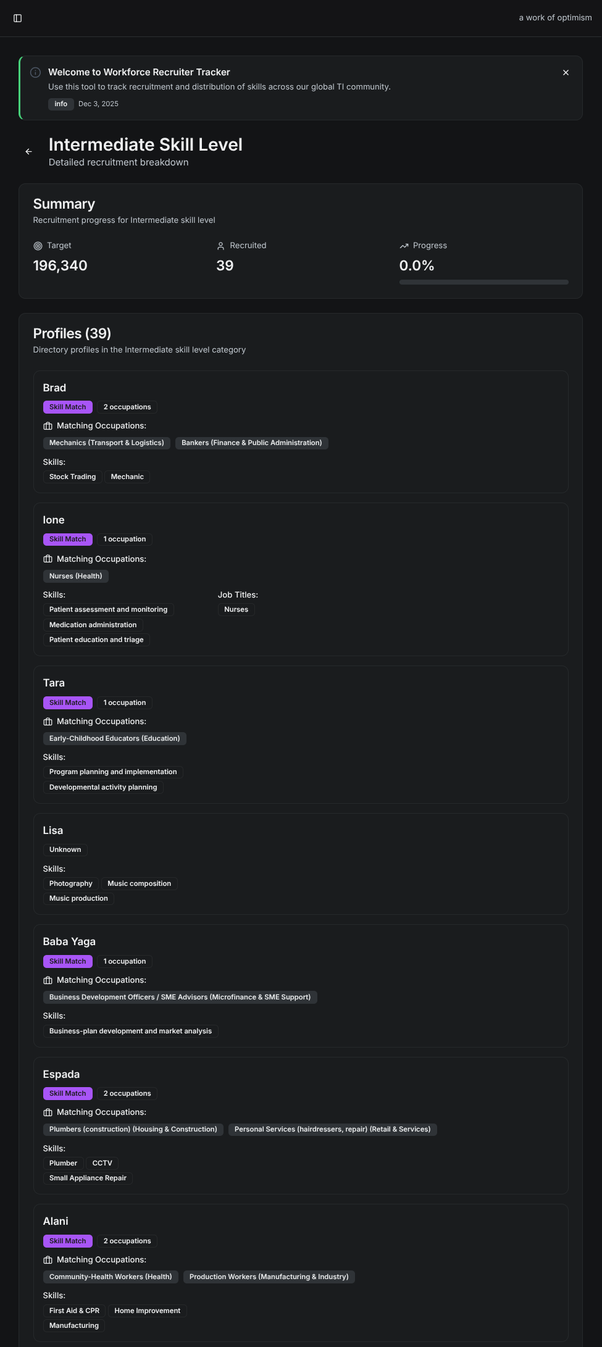 a work of optimism
Welcome to Workforce Recruiter Tracker
Use this tool to track recruitment and distribution of skills across our global TI community.
info Dec 3, 2025
Intermediate Skill Level
Detailed recruitment breakdown
Summary
Recruitment progress for Intermediate skill level
Target Recruited Progress
196,340 39 0.0%
Profiles (39)
Directory profiles in the Intermediate skill level category
Brad
Skill Match 2 occupations
Matching Occupations:
Mechanics (Transport & Logistics) Bankers (Finance & Public Administration)
Skills:
Stock Trading Mechanic
Ione
Skill Match 1 occupation
Matching Occupations:
Nurses (Health)
Skills: Job Titles:
Patient assessment and monitoring Nurses
Medication administration
Patient education and triage
Tara
Skill Match 1 occupation
Matching Occupations:
Early-Childhood Educators (Education)
Skills:
Program planning and implementation
Developmental activity planning
Lisa
Unknown
Skills:
Photography Music composition
Music production
Baba Yaga
Skill Match 1 occupation
Matching Occupations:
Business Development Officers / SME Advisors (Microfinance & SME Support)
Skills:
Business-plan development and market analysis
Espada
Skill Match 2 occupations
Matching Occupations:
Plumbers (construction) (Housing & Construction) Personal Services (hairdressers, repair) (Retail & Services)
Skills:
Plumber CCTV
Small Appliance Repair
Alani
Skill Match 2 occupations
Matching Occupations:
Community-Health Workers (Health) Production Workers (Manufacturing & Industry)
Skills:
First Aid & CPR Home Improvement
Manufacturing